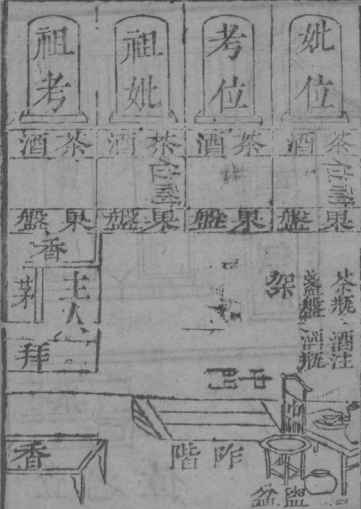 妣位
考位
祖妣
祖考
茶酒
茶酒
茶酒
茶酒
果盤
果盤
果盤
果盤
香
茶瓶 酒注
盞盤 酒瓶
架
主人
茅
拜
盥盆
阼階
香